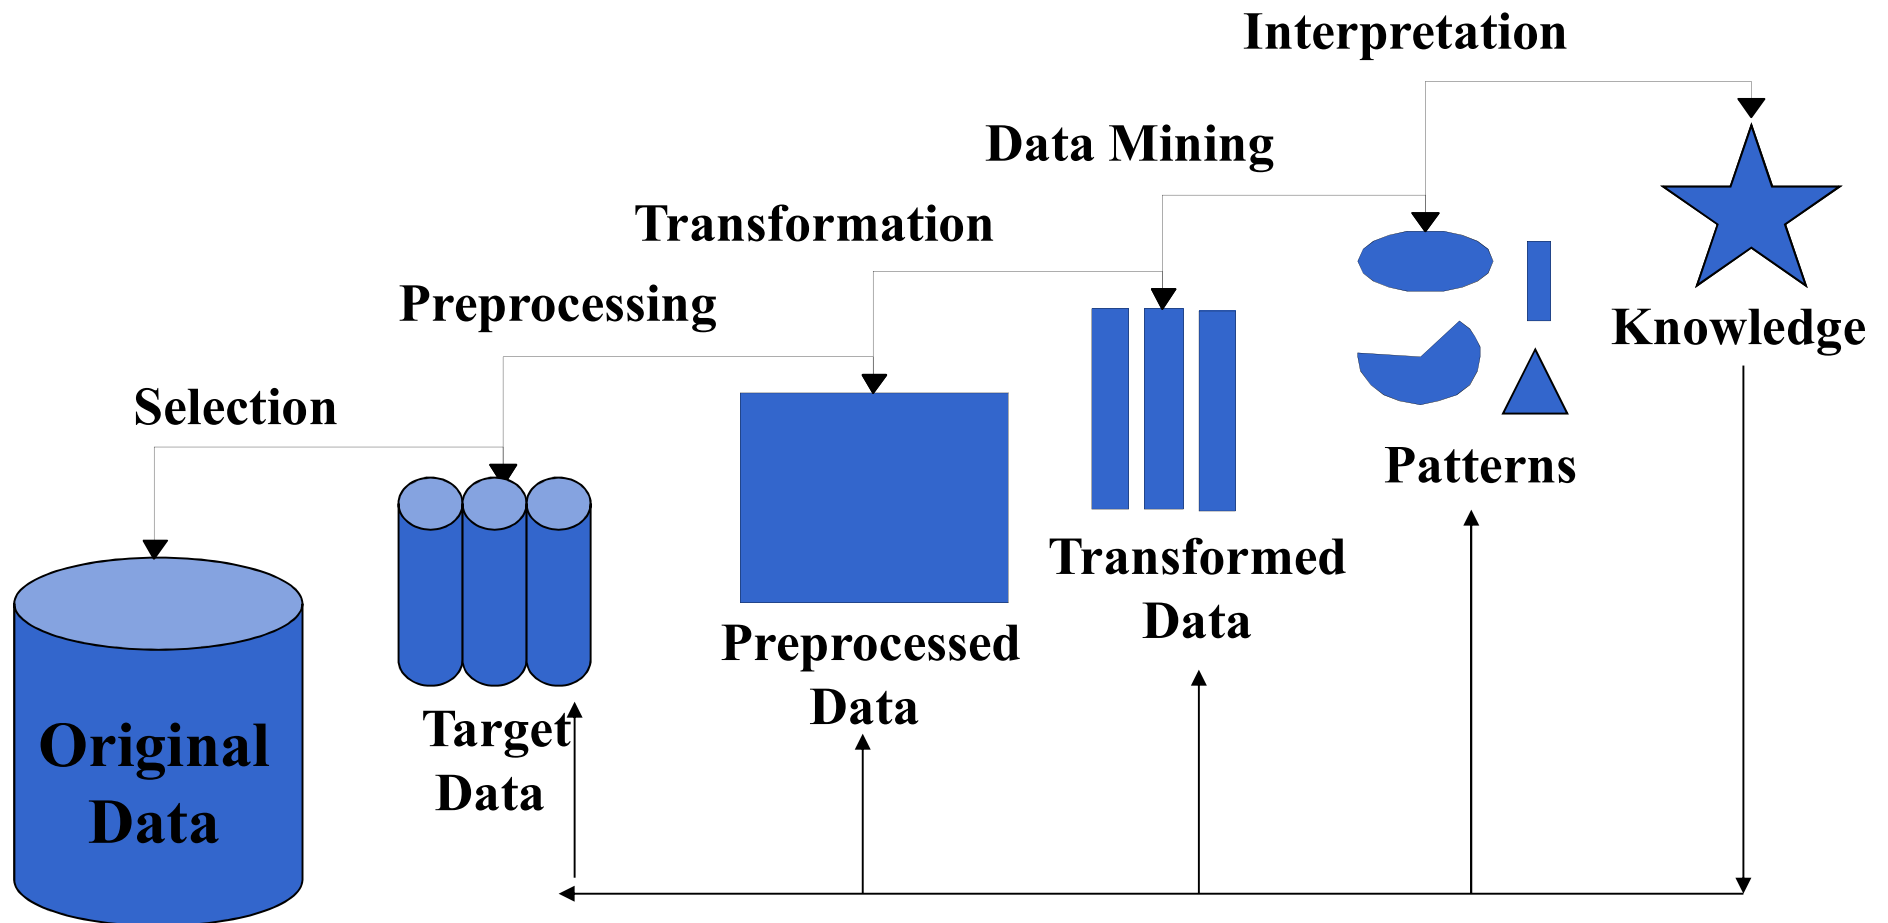 Interpretation
Data Mining
Transformation
Preprocessing
Selection
Knowledge
Patterns
Transformed
Data
Preprocessed
Data
Target
Data
Original
Data